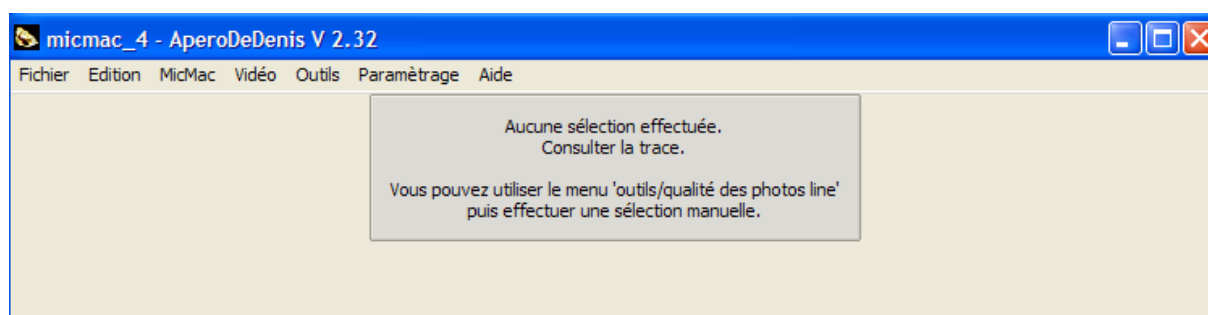 micmac_4 - AperoDeDenis V 2.32
Fichier Edition MicMac Vidéo Outils Paramètrage Aide
Aucune sélection effectuée.
Consulter la trace.
Vous pouvez utiliser le menu 'outils/qualité des photos line'
puis effectuer une sélection manuelle.